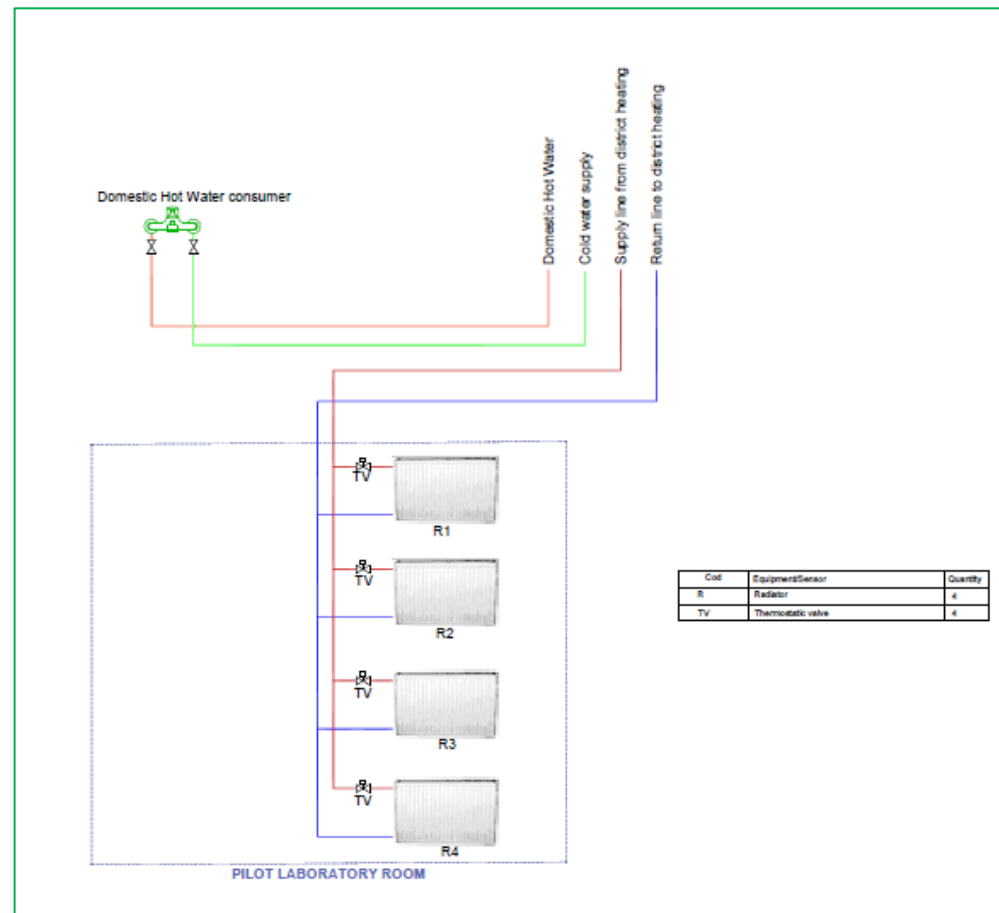 Domestic Hot Water consumer
Domestic Hot Water
Cold water supply
Supply line from district heating
Return line to district heating
TV
R1
TV
R2
TV
R3
TV
R4
PILOT LABORATORY ROOM
Cod Equipment/Sensor Quantity
R Radiator 4
TV Thermostatic valve 4